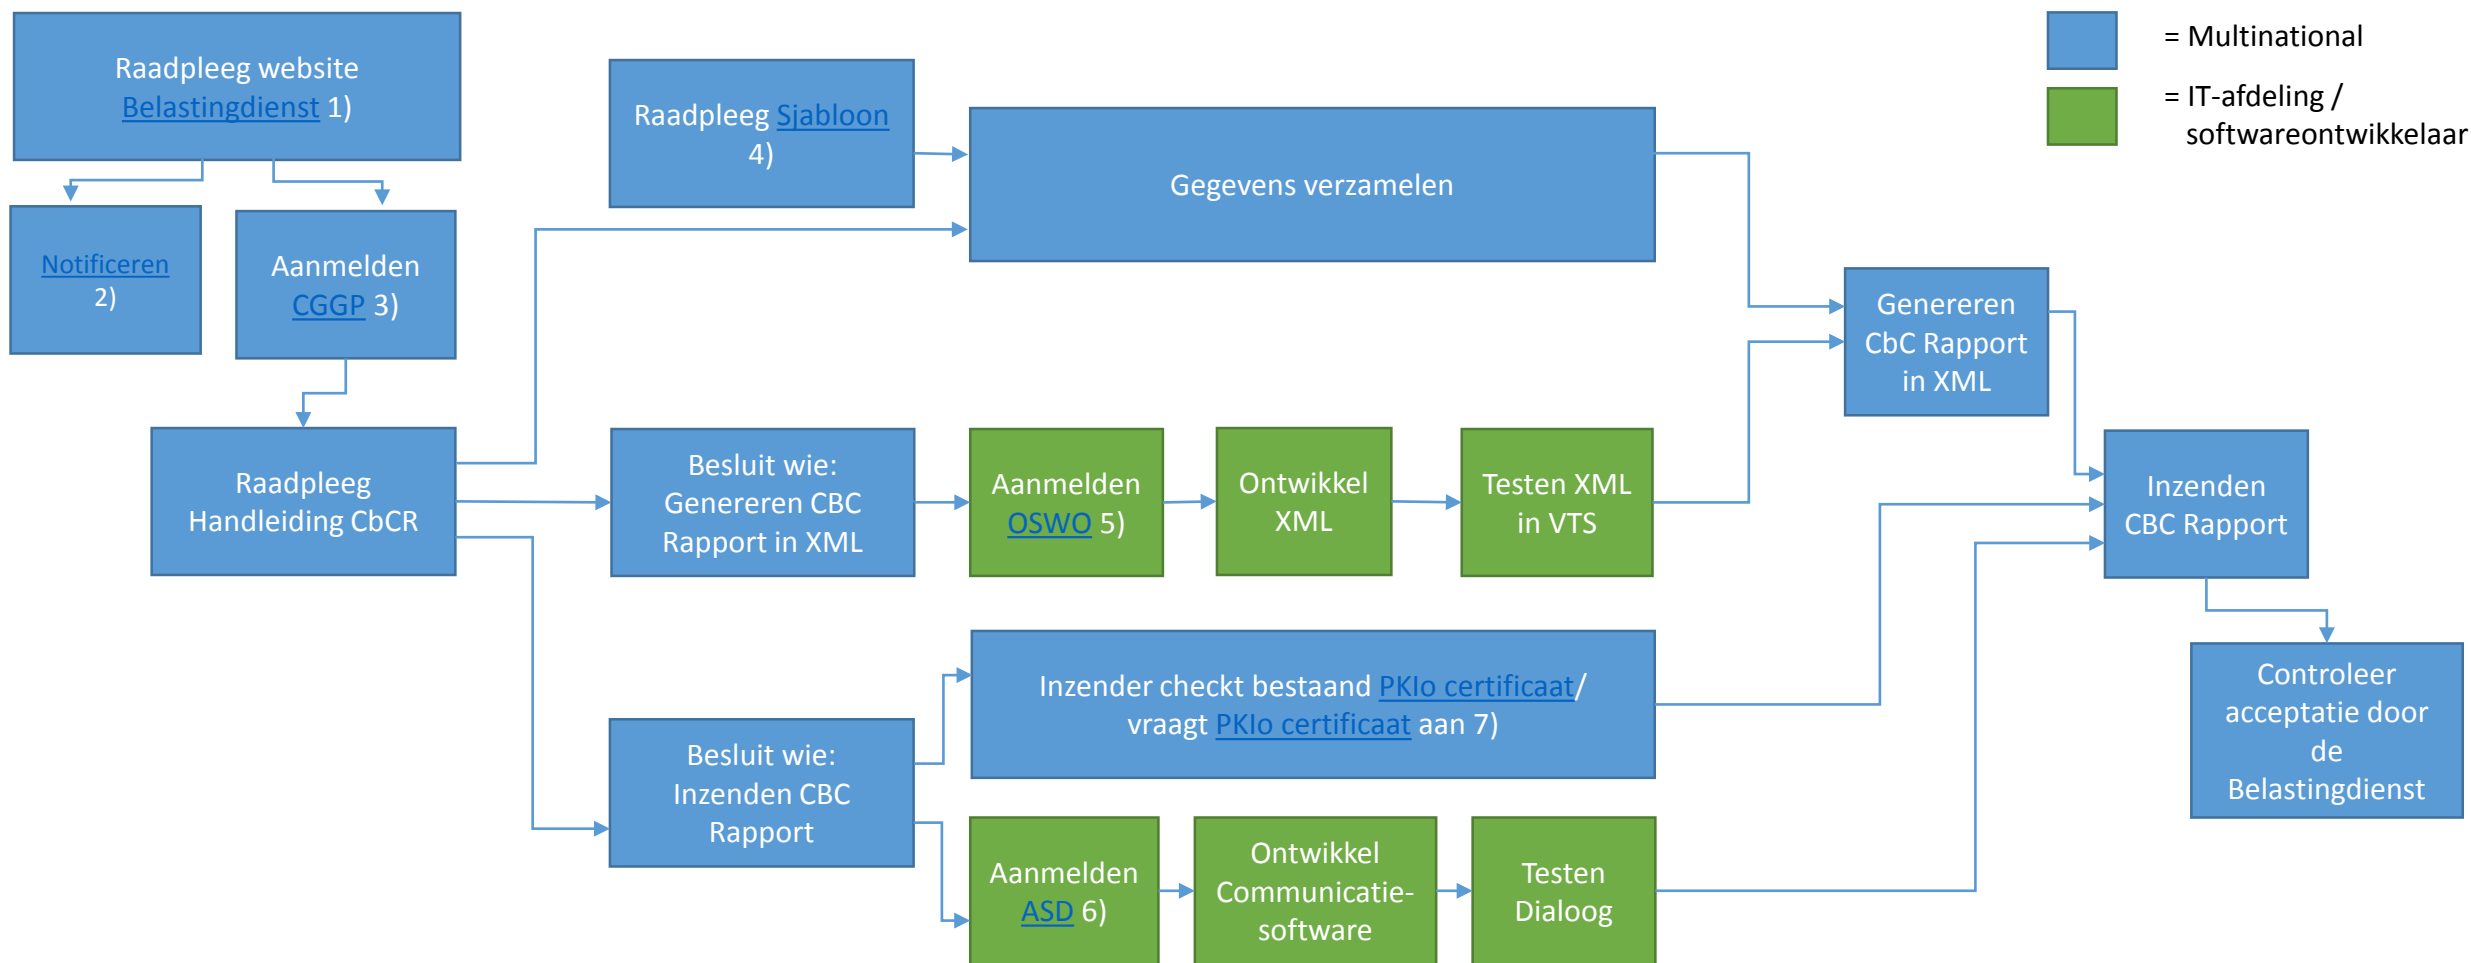 Raadpleeg website
Belastingdienst 1)
Notificeren
2)
Aanmelden
CGGP 3)
Raadpleeg
Handleiding CbCR
Raadpleeg Sjabloon
4)
Gegevens verzamelen
Besluit wie:
Genereren CBC
Rapport in XML
Aanmelden
OSWO 5)
Ontwikkel
XML
Testen XML
in VTS
Besluit wie:
Inzenden CBC
Rapport
Inzender checkt bestaand PKIo certificaat/
vraagt PKIo certificaat aan 7)
Aanmelden
ASD 6)
Ontwikkel
Communicatie-
software
Testen
Dialoog
Genereren
CbC Rapport
in XML
Inzenden
CBC Rapport
Controleer
acceptatie door
de
Belastingdienst
= Multinational
= IT-afdeling /
softwareontwikkelaar